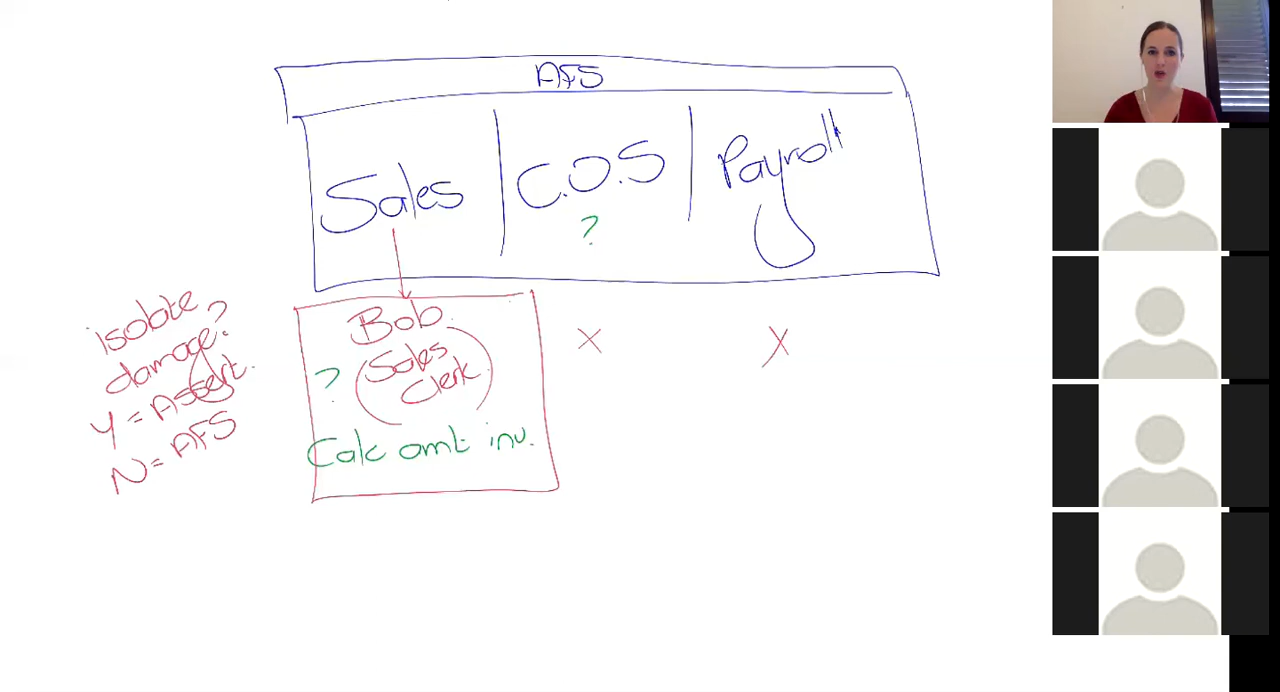 AFS
Sales C.O.S Payroll
?
isolate
damage?
Y = Assert.
N = AFS
Bob
? Sales
Clerk
Calc amt inv.
X X